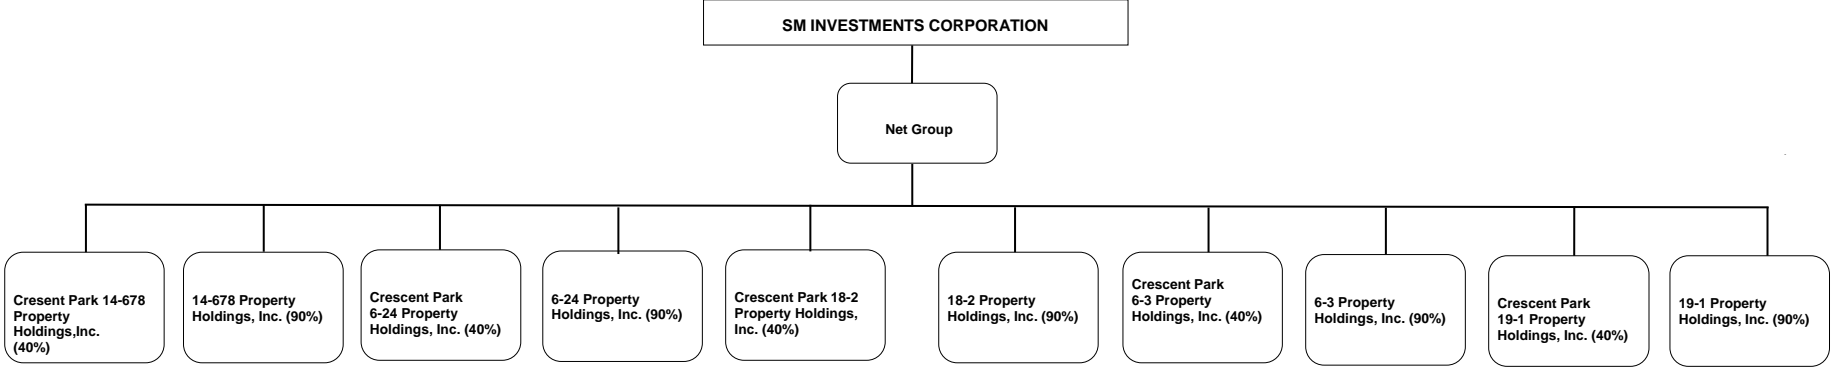 SM INVESTMENTS CORPORATION
Net Group
Cresent Park 14-678
Property
Holdings,Inc.
(40%)
14-678 Property
Holdings, Inc. (90%)
Crescent Park
6-24 Property
Holdings, Inc. (40%)
6-24 Property
Holdings, Inc. (90%)
Crescent Park 18-2
Property Holdings,
Inc. (40%)
18-2 Property
Holdings, Inc. (90%)
Crescent Park
6-3 Property
Holdings, Inc. (40%)
6-3 Property
Holdings, Inc. (90%)
Crescent Park
19-1 Property
Holdings, Inc. (40%)
19-1 Property
Holdings, Inc. (90%)